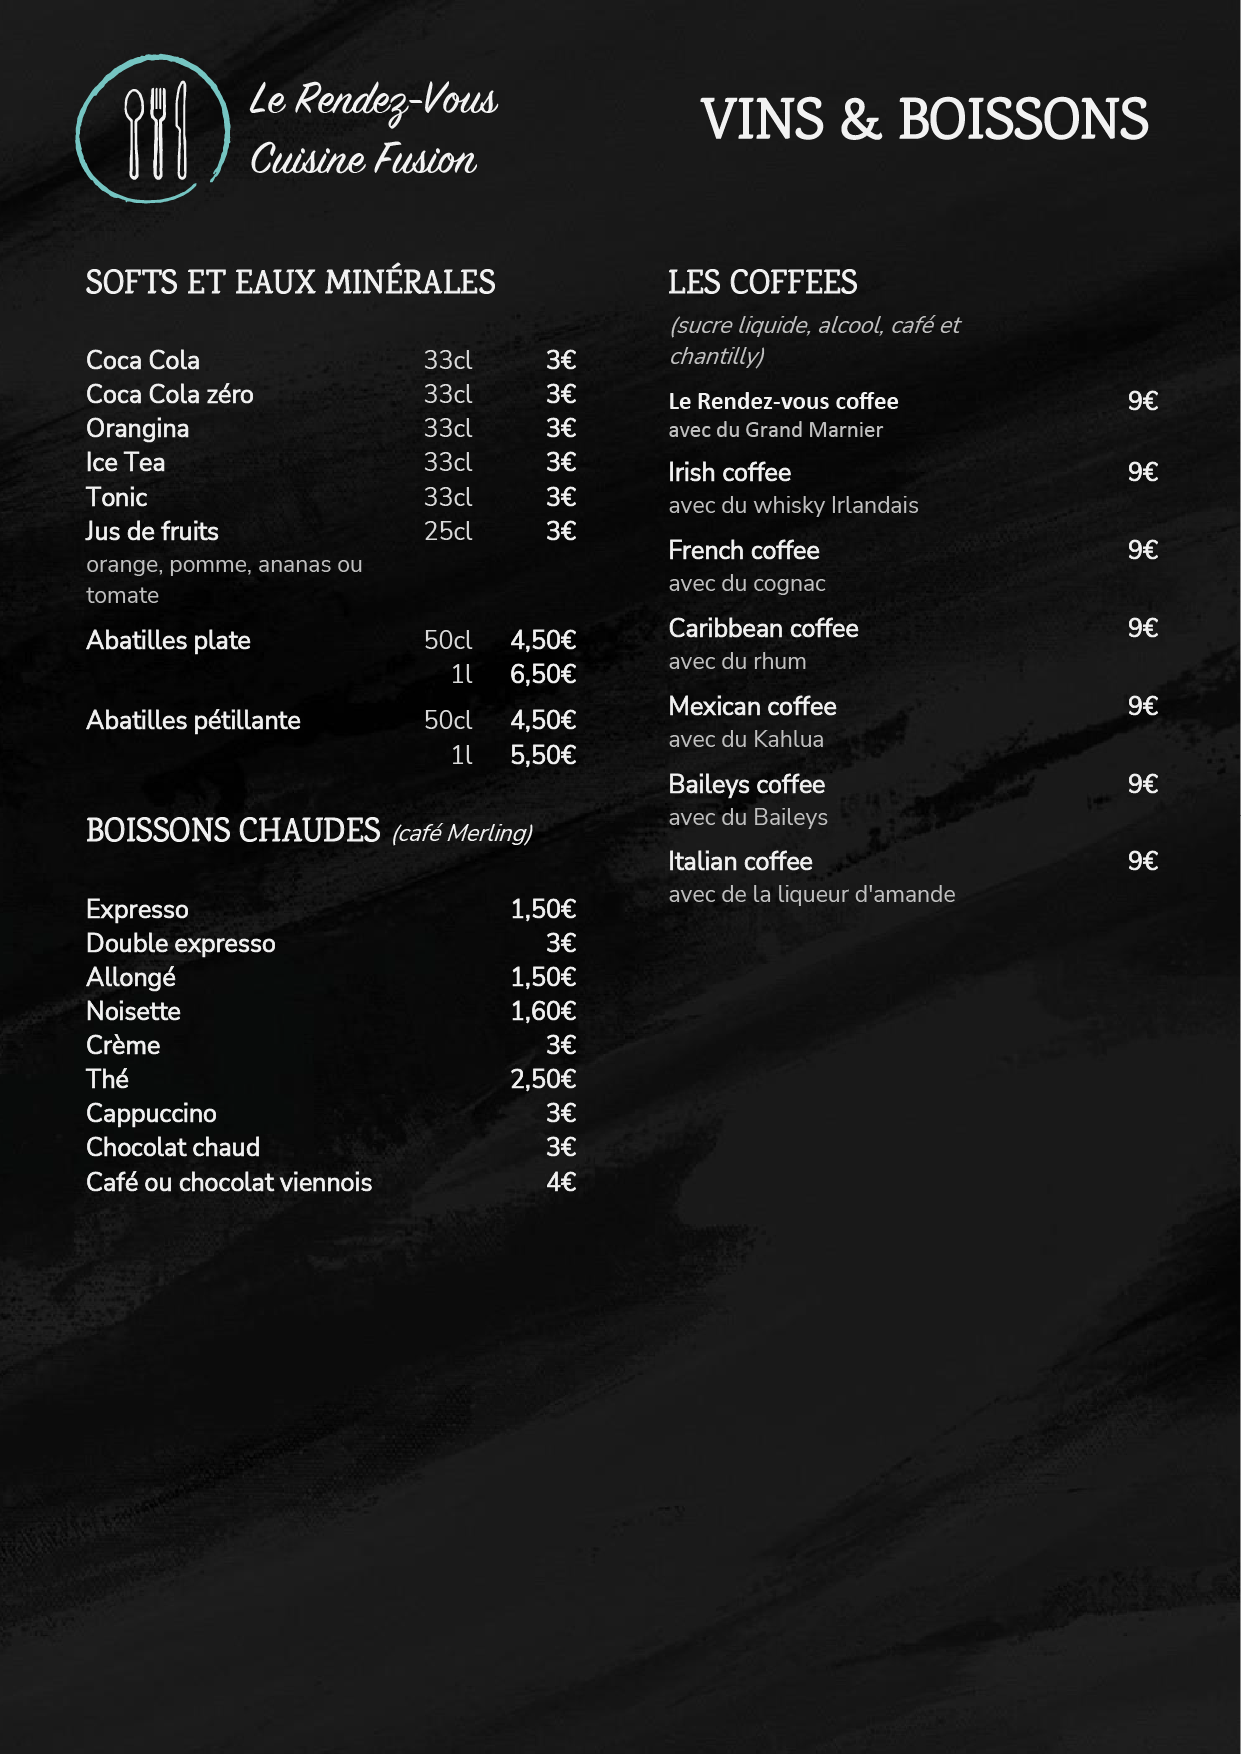 Le Rendez-Vous
Cuisine Fusion
VINS & BOISSONS
SOFTS ET EAUX MINÉRALES
Coca Cola 33cl 3€
Coca Cola zéro 33cl 3€
Orangina 33cl 3€
Ice Tea 33cl 3€
Tonic 33cl 3€
Jus de fruits 25cl 3€
orange, pomme, ananas ou
tomate
Abatilles plate 50cl 4,50€
1l 6,50€
Abatilles pétillante 50cl 4,50€
1l 5,50€
BOISSONS CHAUDES (café Merling)
Expresso 1,50€
Double expresso 3€
Allongé 1,50€
Noisette 1,60€
Crème 3€
Thé 2,50€
Cappuccino 3€
Chocolat chaud 3€
Café ou chocolat viennois 4€
LES COFFEES
(sucre liquide, alcool, café et
chantilly)
Le Rendez-vous coffee 9€
avec du Grand Marnier
Irish coffee 9€
avec du whisky Irlandais
French coffee 9€
avec du cognac
Caribbean coffee 9€
avec du rhum
Mexican coffee 9€
avec du Kahlua
Baileys coffee 9€
avec du Baileys
Italian coffee 9€
avec de la liqueur d'amande